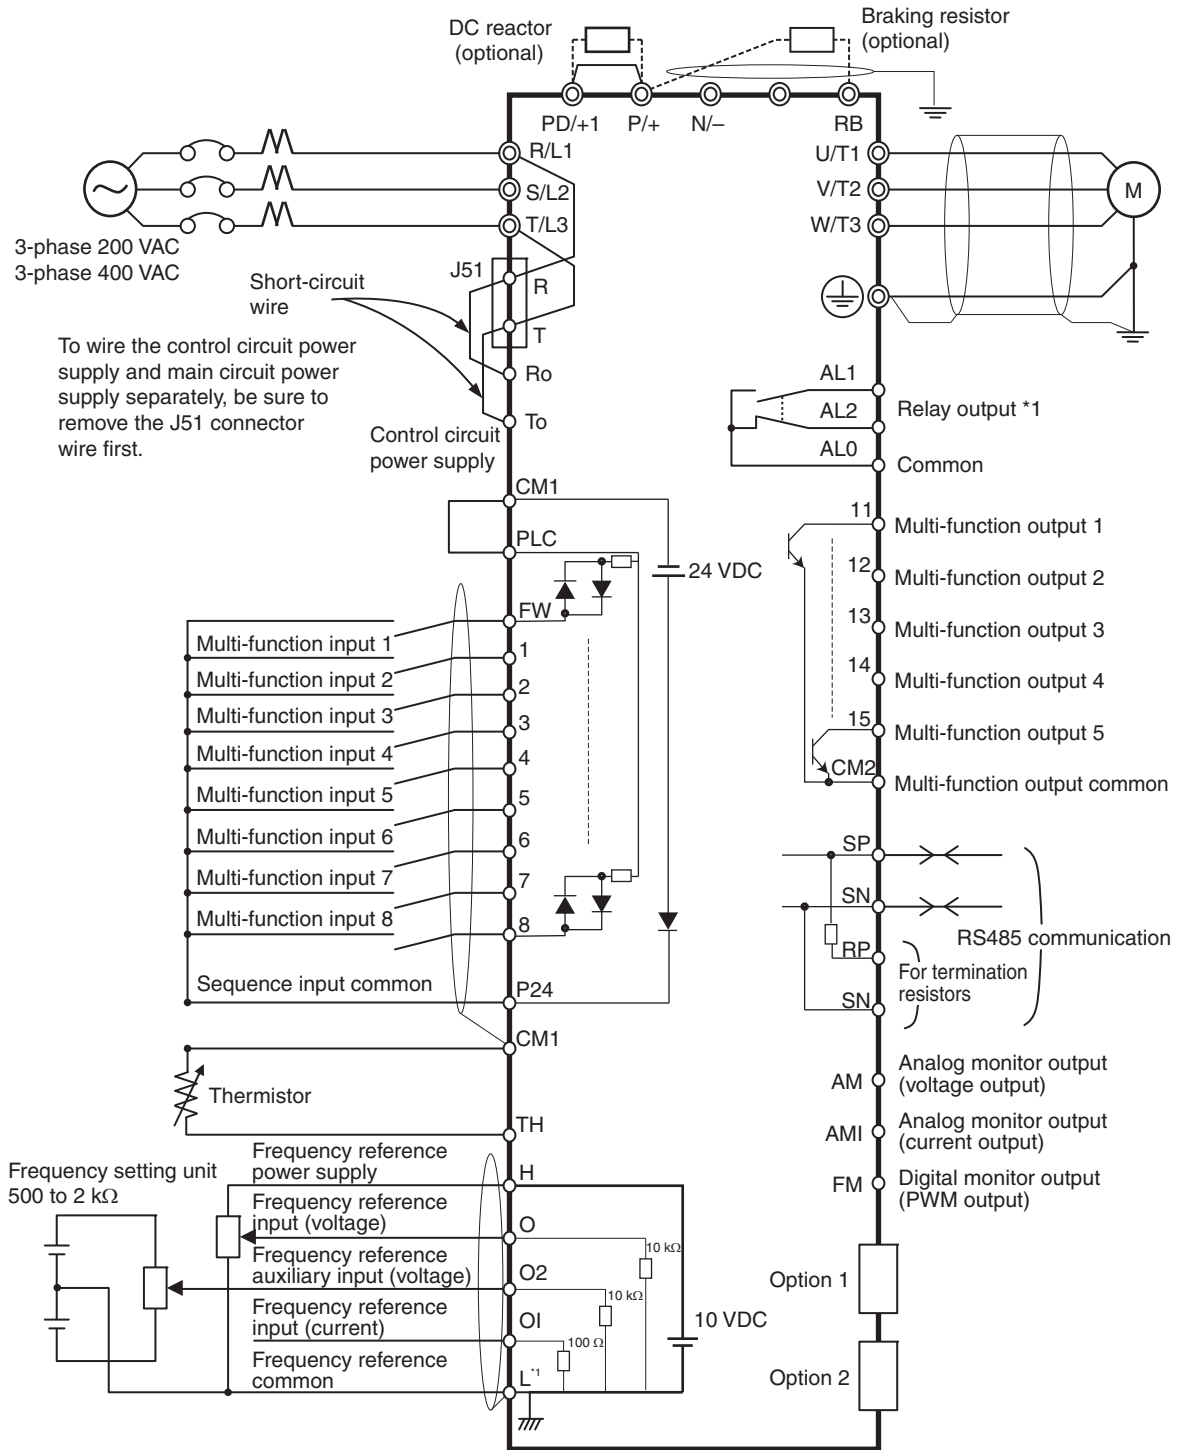 DC reactor
(optional)
Braking resistor
(optional)
PD/+1
P/+
N/–
RB
R/L1
S/L2
T/L3
U/T1
V/T2
W/T3
M
3-phase 200 VAC
3-phase 400 VAC
J51
R
T
Short-circuit
wire
To wire the control circuit power
supply and main circuit power
supply separately, be sure to
remove the J51 connector
wire first.
Ro
To
Control circuit
power supply
AL1
AL2
AL0
Relay output *1
Common
CM1
PLC
24 VDC
FW
Multi-function input 1
1
Multi-function input 2
2
Multi-function input 3
3
Multi-function input 4
4
Multi-function input 5
5
Multi-function input 6
6
Multi-function input 7
7
Multi-function input 8
8
Sequence input common
P24
CM1
Thermistor
TH
11
Multi-function output 1
12
Multi-function output 2
13
Multi-function output 3
14
Multi-function output 4
15
Multi-function output 5
CM2
Multi-function output common
SP
SN
RS485 communication
RP
For termination
resistors
SN
AM
Analog monitor output
(voltage output)
AMI
Analog monitor output
(current output)
FM
Digital monitor output
(PWM output)
Frequency setting unit
500 to 2 kΩ
Frequency reference
power supply
H
Frequency reference
input (voltage)
O
Frequency reference
auxiliary input (voltage)
O2
Frequency reference
input (current)
OI
Frequency reference
common
L*1
10 kΩ
10 kΩ
100 Ω
10 VDC
Option 1
Option 2